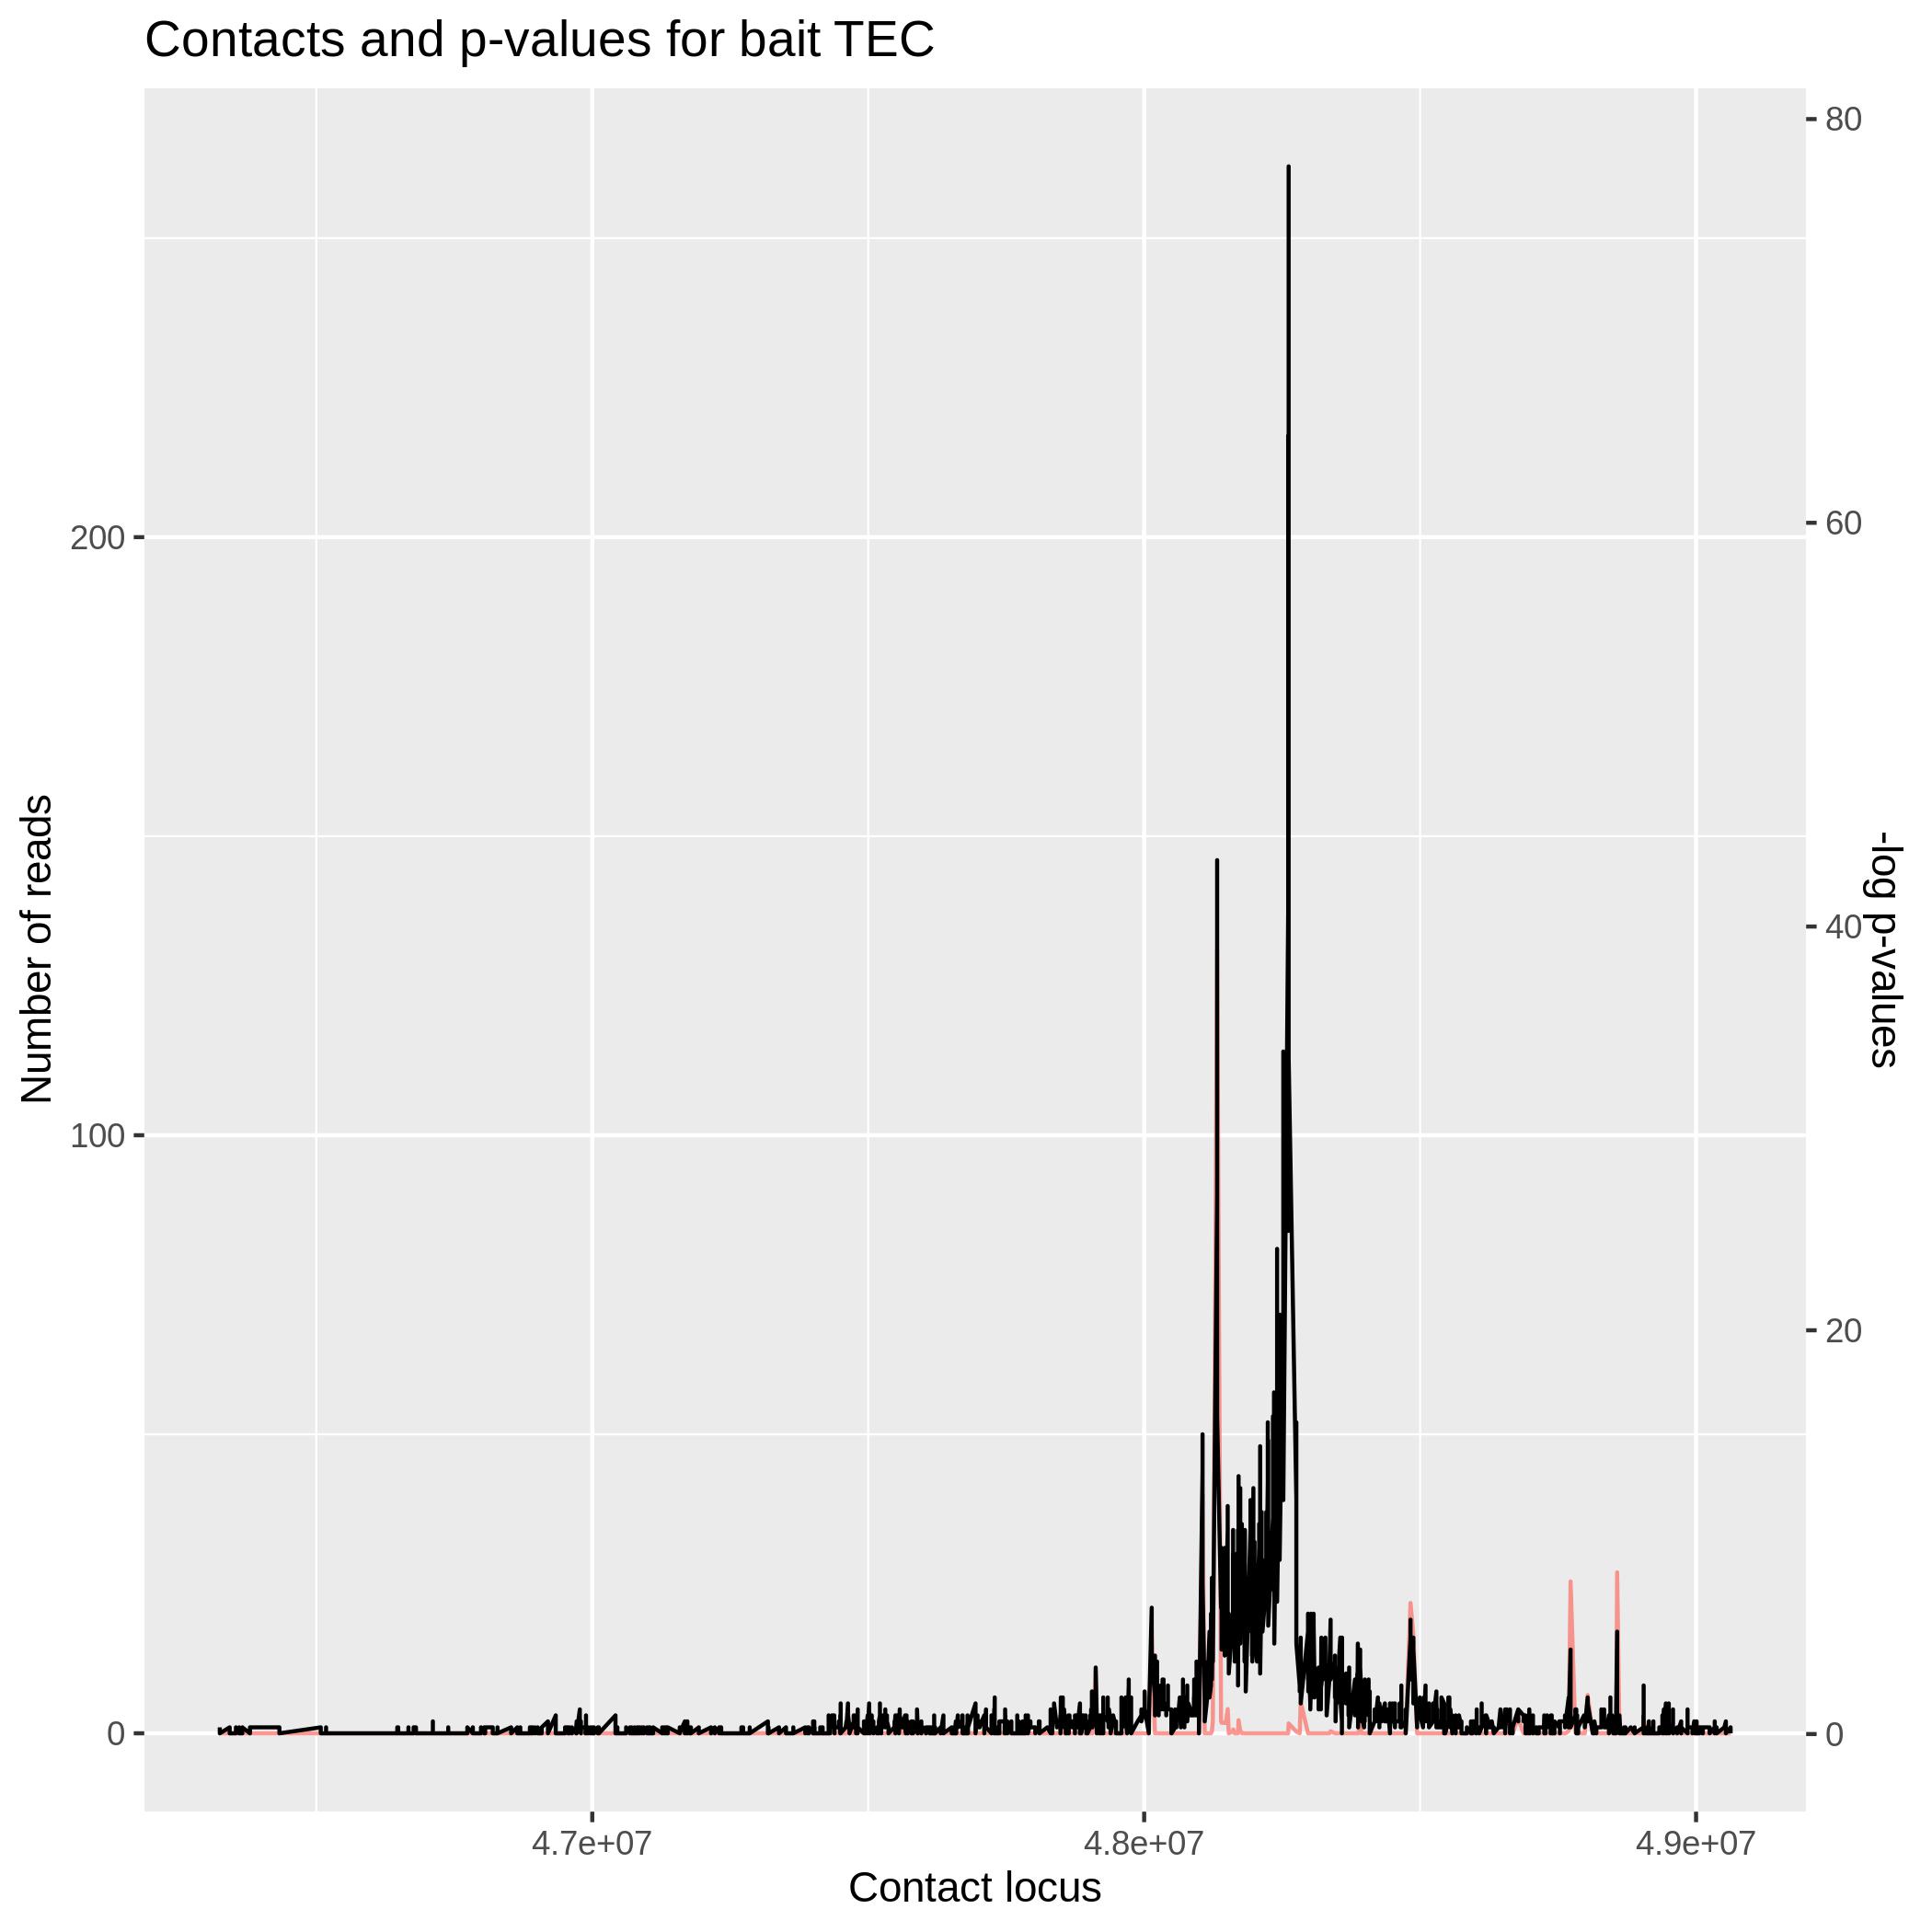 Contacts and p-values for bait TEC
Number of reads
200
100
0
80
60
40
20
0
-log p-values
4.7e+07
4.8e+07
4.9e+07
Contact locus